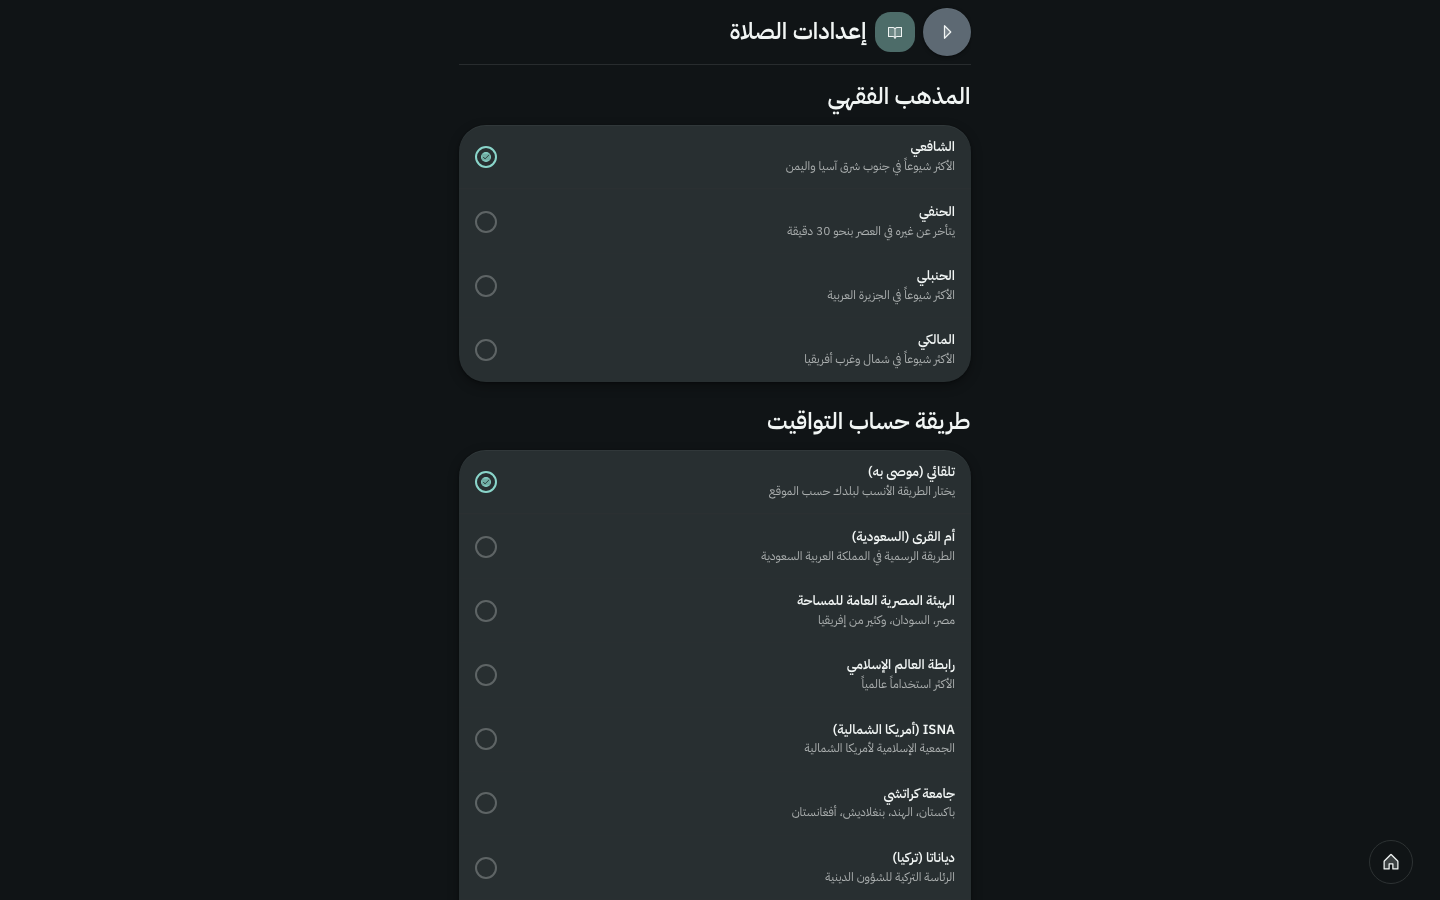 إعدادات الصلاة
المذهب الفقهي
الشافعي
الأكثر شيوعاً في جنوب شرق آسيا واليمن
الحنفي
يتأخر عن غيره في العصر بنحو 30 دقيقة
الحنبلي
الأكثر شيوعاً في الجزيرة العربية
المالكي
الأكثر شيوعاً في شمال وغرب أفريقيا
طريقة حساب التواقيت
تلقائي (موصى به)
يختار الطريقة الأنسب لبلدك حسب الموقع
أم القرى (السعودية)
الطريقة الرسمية في المملكة العربية السعودية
الهيئة المصرية العامة للمساحة
مصر، السودان، وكثير من إفريقيا
رابطة العالم الإسلامي
الأكثر استخداماً عالمياً
ISNA (أمريكا الشمالية)
الجمعية الإسلامية لأمريكا الشمالية
جامعة كراتشي
باكستان، الهند، بنغلاديش، أفغانستان
دياناتا (تركيا)
الرئاسة التركية للشؤون الدينية